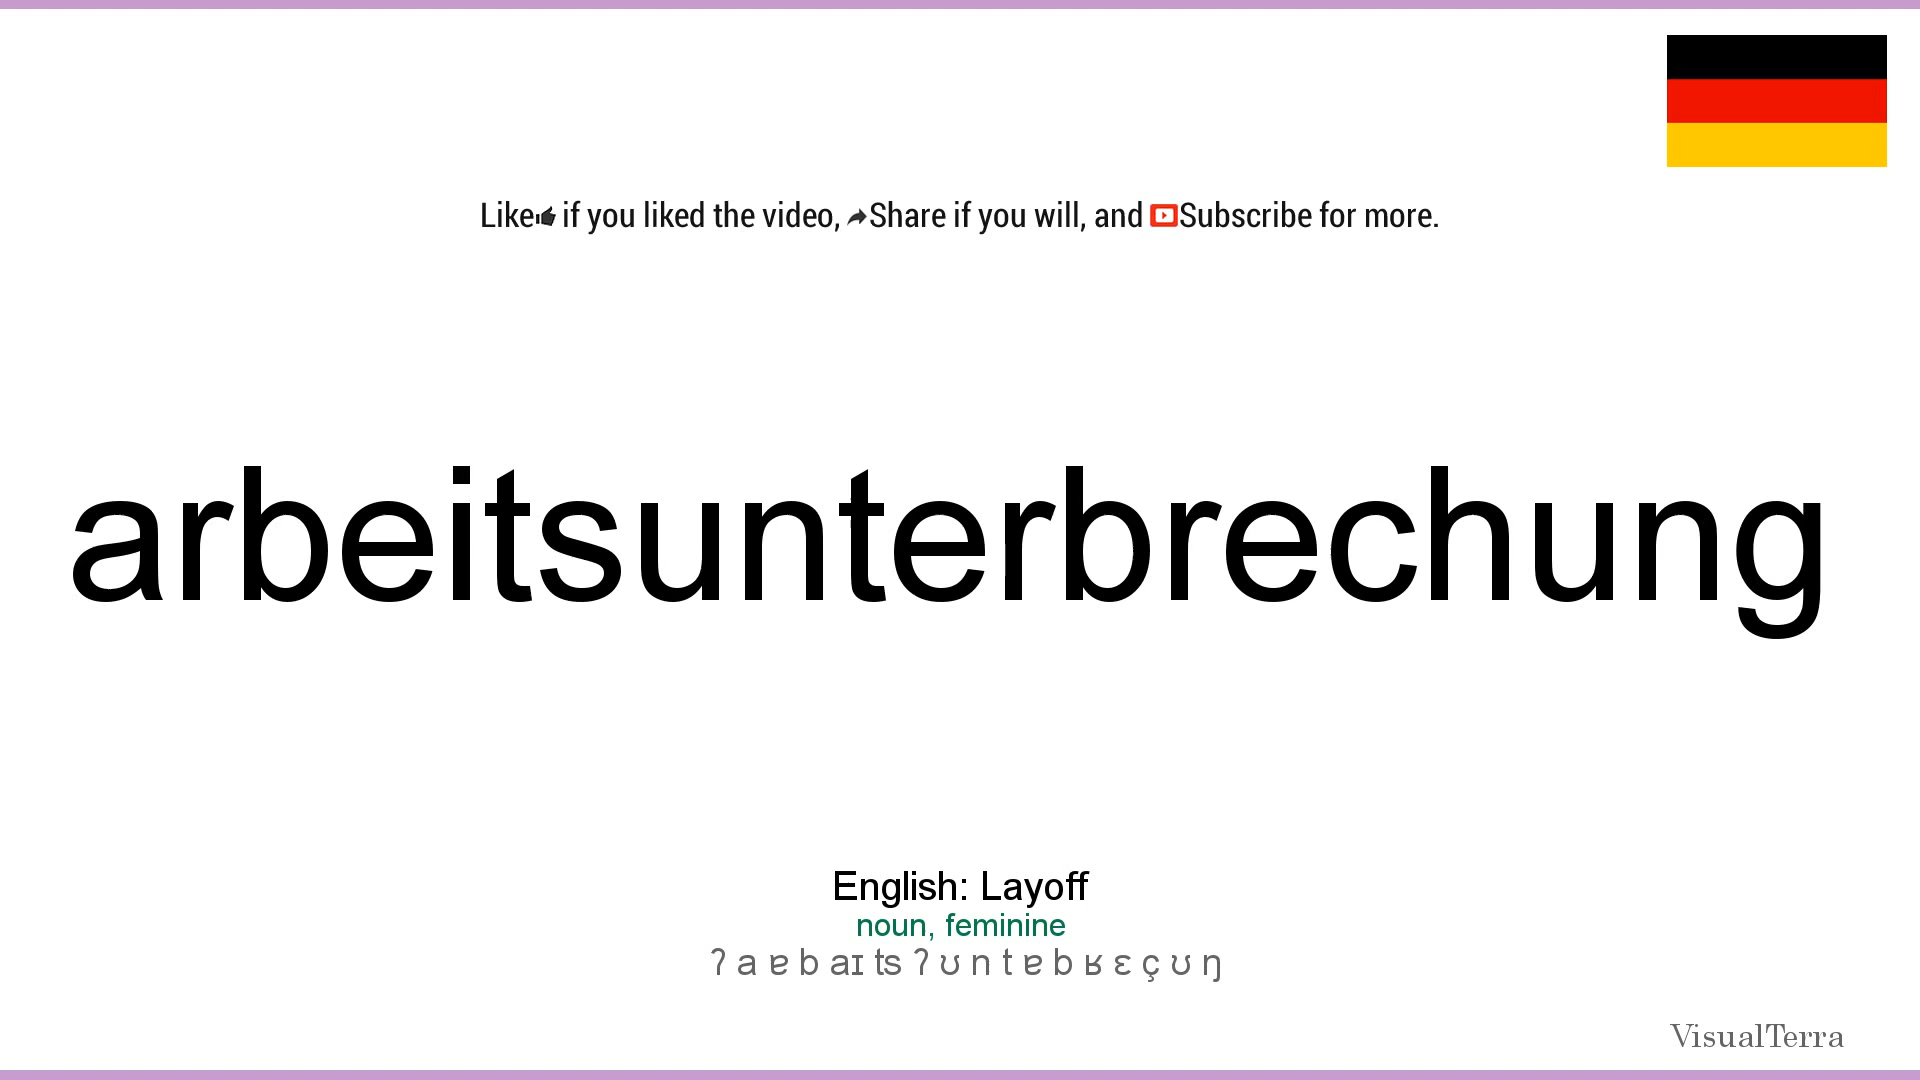 Like if you liked the video, Share if you will, and Subscribe for more.
arbeitsunterbrechung
English: Layoff
noun, feminine
ʔ a ɐ b aɪ ʦ ʔ ʊ n t ɐ b ʁ ɛ ç ʊ ŋ
VisualTerra